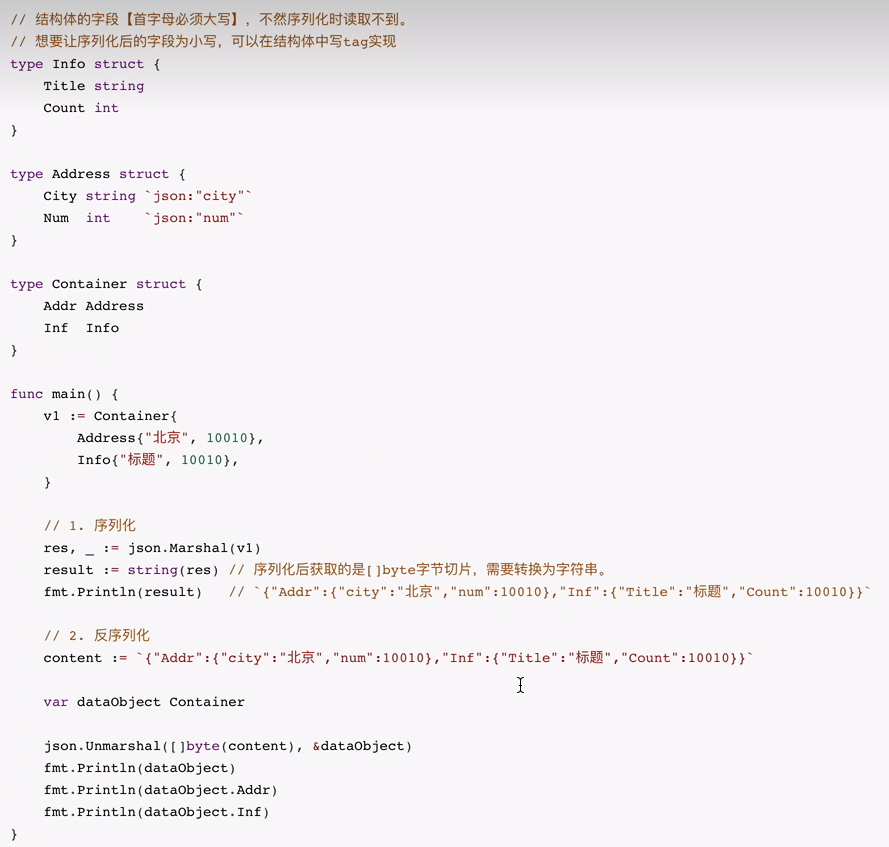 // 结构体的字段【首字母必须大写】，不然序列化时读取不到。
// 想要让序列化后的字段为小写，可以在结构体中写tag实现
type Info struct {
    Title string
    Count int
}

type Address struct {
    City string `json:"city"`
    Num  int    `json:"num"`
}

type Container struct {
    Addr Address
    Inf  Info
}

func main() {
    v1 := Container{
        Address{"北京", 10010},
        Info{"标题", 10010},
    }

    // 1. 序列化
    res, _ := json.Marshal(v1)
    result := string(res) // 序列化后获取的是[]byte字节切片，需要转换为字符串。
    fmt.Println(result)   // `{"Addr":{"city":"北京","num":10010},"Inf":{"Title":"标题","Count":10010}}`

    // 2. 反序列化
    content := `{"Addr":{"city":"北京","num":10010},"Inf":{"Title":"标题","Count":10010}}`

    var dataObject Container

    json.Unmarshal([]byte(content), &dataObject)
    fmt.Println(dataObject)
    fmt.Println(dataObject.Addr)
    fmt.Println(dataObject.Inf)
}